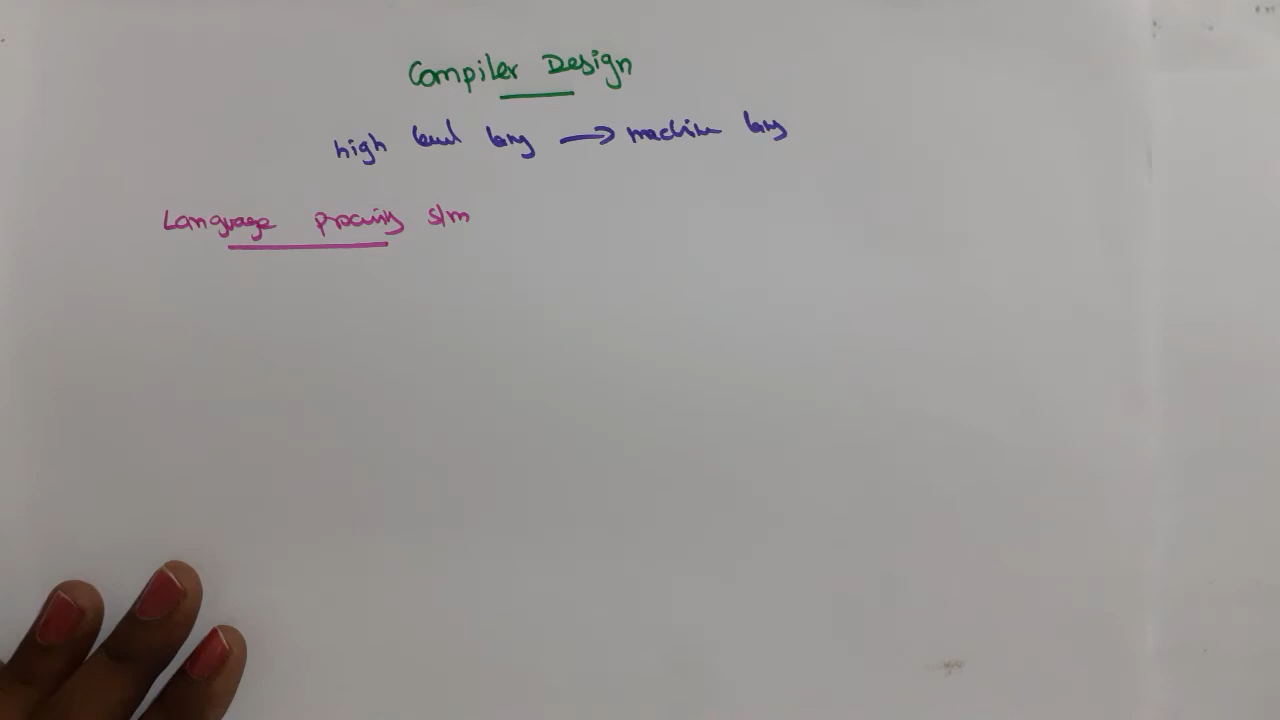 Compiler Design
high level lang → machine lang
Language processing s/m